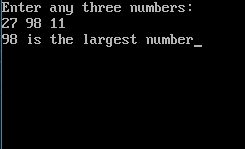 Enter any three numbers:
27 98 11
98 is the largest number_